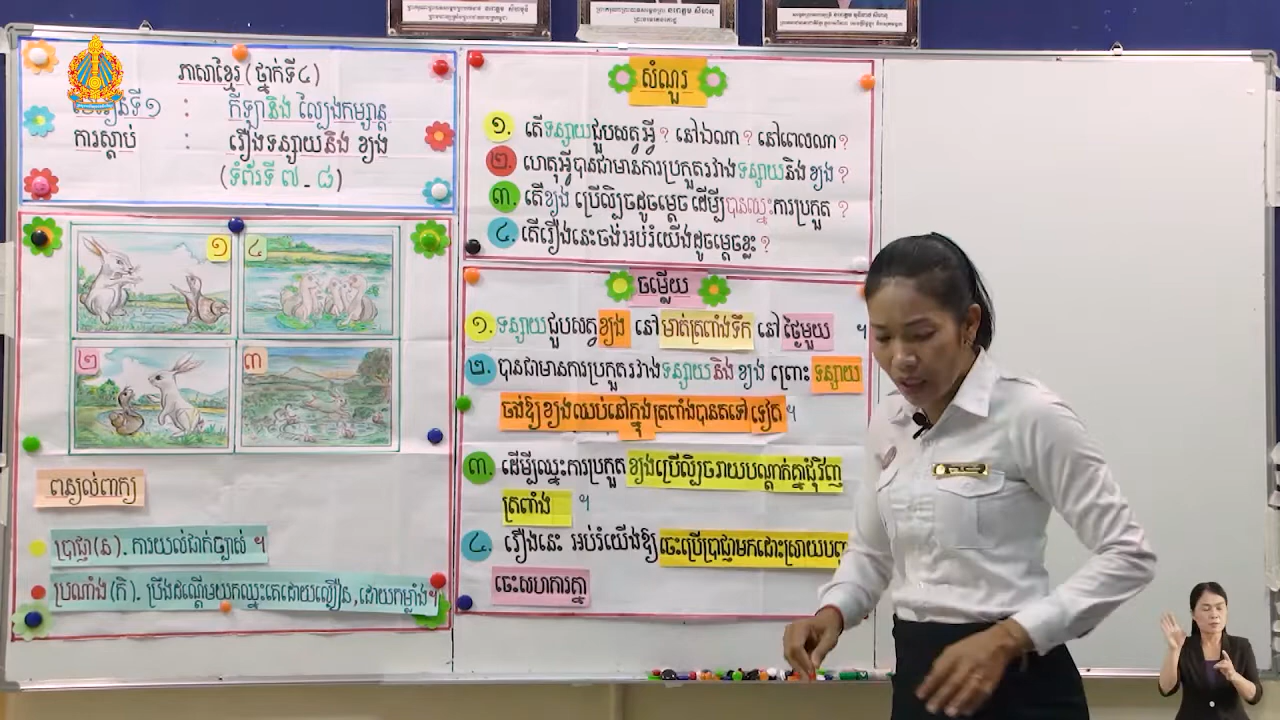 ភាសាខ្មែរ (ថ្នាក់ទី៤)
មេរៀនទី១ : កីឡានិង ល្បែងកម្សាន្ត
ការស្តាប់ : រឿងទន្សាយនិង ខ្យង
(ទំព័រទី ៧ - ៨)
១ ៤
២ ៣
ពន្យល់ពាក្យ
ប្រាជ្ញា (ន). ការយល់ជាក់ច្បាស់ ។
ប្រណាំង (កិ). ប្រឹងដណ្តើមយកឈ្នះគេដោយល្បឿន, ដោយកម្លាំង។
សំណួរ
១. តើទន្សាយជួបសត្វអ្វី ? នៅឯណា ? នៅពេលណា ?
២. ហេតុអ្វីបានជាមានការប្រកួតរវាងទន្សាយនិង ខ្យង ?
៣. តើខ្យង ប្រើល្បិចដូចម្តេច ដើម្បីបានឈ្នះការប្រកួត ?
៤. តើរឿងនេះចង់អប់រំយើងដូចម្តេចខ្លះ ?
ចម្លើយ
១. ទន្សាយជួបសត្វខ្យង នៅមាត់ត្រពាំងទឹក នៅថ្ងៃមួយ ។
២. បានជាមានការប្រកួតរវាងទន្សាយនិង ខ្យង ព្រោះ ទន្សាយ
ចង់ឱ្យខ្យងឈប់នៅក្នុងត្រពាំងបានតទៅ ទៀត។
៣. ដើម្បីឈ្នះការប្រកួត ខ្យងប្រើល្បិចរាយបណ្តាក់គ្នាជុំវិញ
ត្រពាំង ។
៤. រឿងនេះ អប់រំយើងឱ្យចេះប្រើប្រាជ្ញាមកដោះស្រាយ
ចេះសហការគ្នា